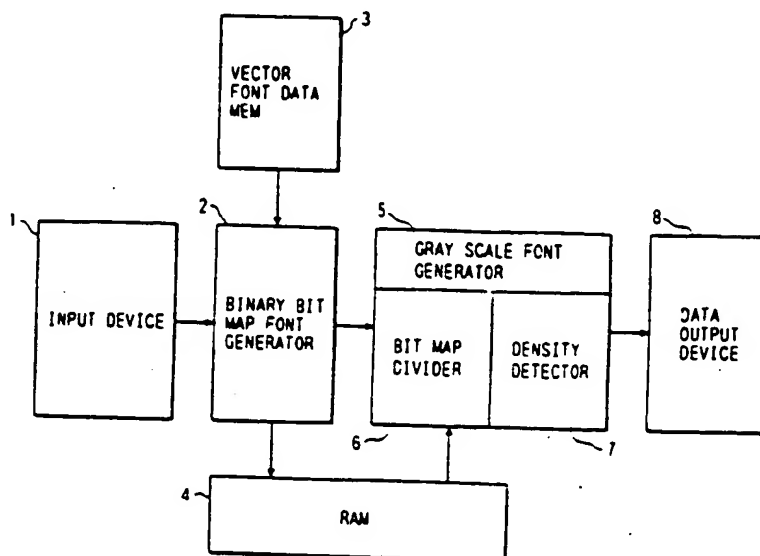 3
VECTOR
FONT DATA
MEM
1
INPUT DEVICE
2
BINARY BIT
MAP FONT
GENERATOR
5
GRAY SCALE FONT
GENERATOR
BIT MAP
DIVIDER
6
DENSITY
DETECTOR
7
8
DATA
OUTPUT
DEVICE
4
RAM